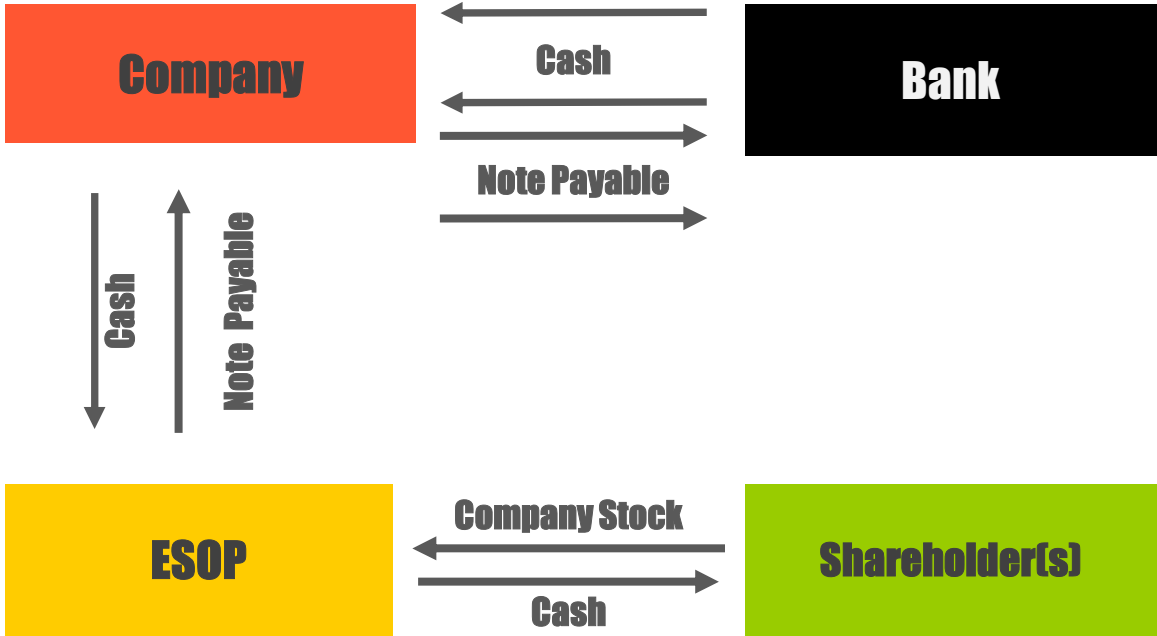 Company
Cash
Bank
Note Payable
Cash
Note Payable
ESOP
Company Stock
Cash
Shareholder(s)